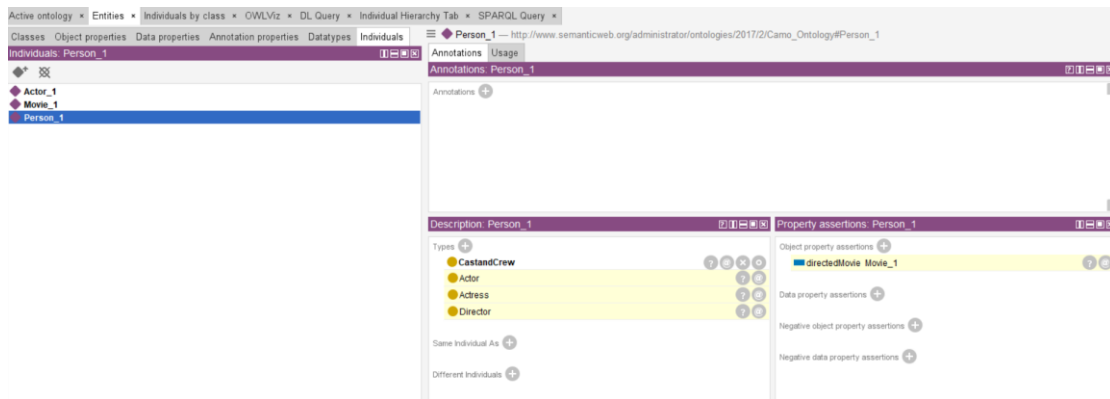 Active ontology × Entities × Individuals by class × OWLViz × DL Query × Individual Hierarchy Tab × SPARQL Query ×
Classes Object properties Data properties Annotation properties Datatypes Individuals
Person_1 — http://www.semanticweb.org/administrator/ontologies/2017/2/Camo_Ontology#Person_1
Individuals: Person_1
Actor_1
Movie_1
Person_1
Annotations Usage
Annotations: Person_1
Annotations
Description: Person_1
Types
CastandCrew
Actor
Actress
Director
Same Individual As
Different Individuals
Property assertions: Person_1
Object property assertions
directedMovie Movie_1
Data property assertions
Negative object property assertions
Negative data property assertions